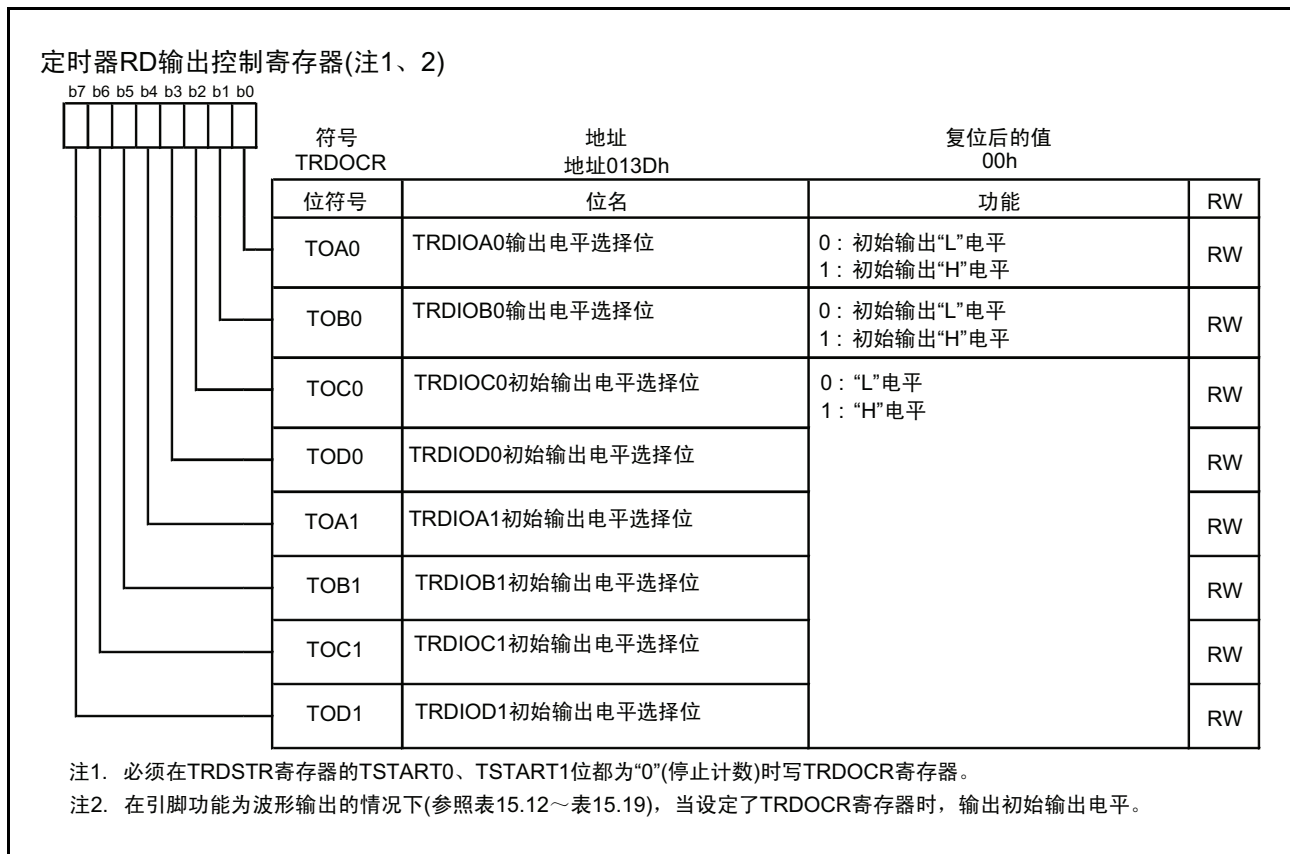 定时器RD输出控制寄存器(注1、2)
b7 b6 b5 b4 b3 b2 b1 b0
符号 地址 复位后的值
TRDOCR 地址013Dh 00h
位符号 位名 功能 RW
TOA0 TRDIOA0输出电平选择位 0：初始输出“L”电平 RW
1：初始输出“H”电平
TOB0 TRDIOB0输出电平选择位 0：初始输出“L”电平 RW
1：初始输出“H”电平
TOC0 TRDIOC0初始输出电平选择位 0：“L”电平 RW
1：“H”电平
TOD0 TRDIOD0初始输出电平选择位 RW
TOA1 TRDIOA1初始输出电平选择位 RW
TOB1 TRDIOB1初始输出电平选择位 RW
TOC1 TRDIOC1初始输出电平选择位 RW
TOD1 TRDIOD1初始输出电平选择位 RW
注1. 必须在TRDSTR寄存器的TSTART0、TSTART1位都为“0”(停止计数)时写TRDOCR寄存器。
注2. 在引脚功能为波形输出的情况下(参照表15.12～表15.19)，当设定了TRDOCR寄存器时，输出初始输出电平。